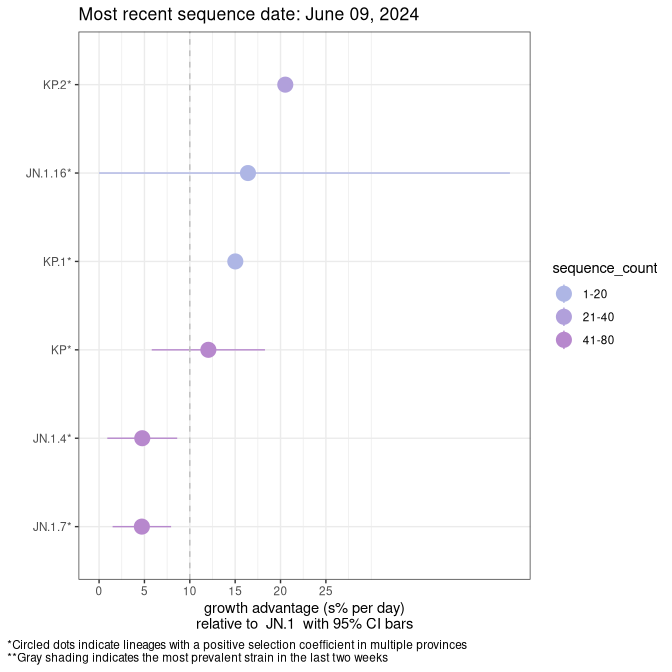 Most recent sequence date: June 09, 2024
KP.2*
JN.1.16*
KP.1*
KP*
JN.1.4*
JN.1.7*
0 5 10 15 20 25
growth advantage (s% per day)
relative to JN.1 with 95% CI bars
sequence_count
1-20
21-40
41-80
*Circled dots indicate lineages with a positive selection coefficient in multiple provinces
**Gray shading indicates the most prevalent strain in the last two weeks